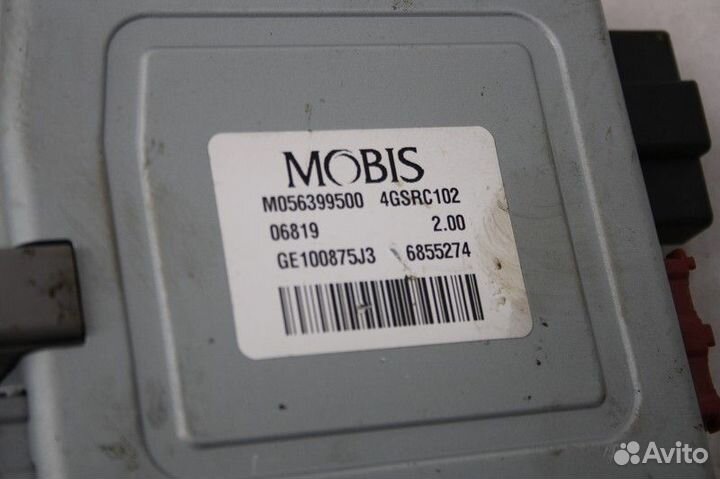 MOBIS
M056399500 4GSRC102
06819 2.00
GE100875J3 6855274
Avito